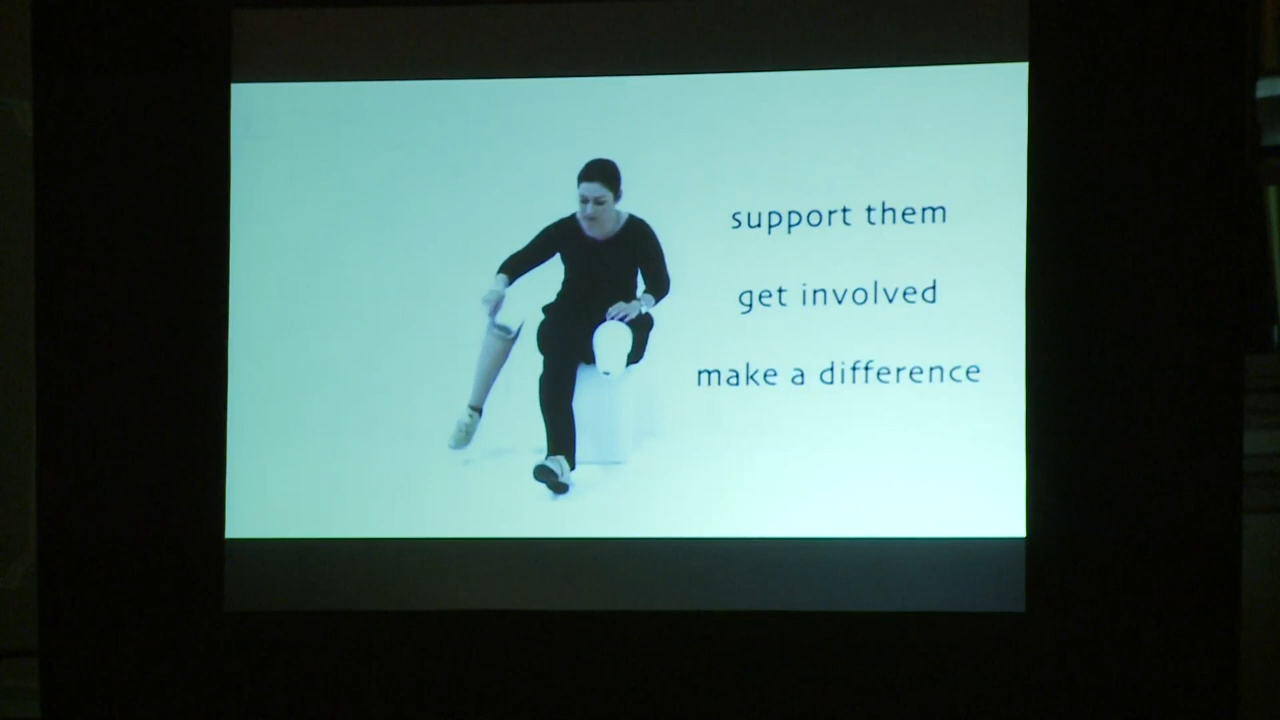 support them
get involved
make a difference